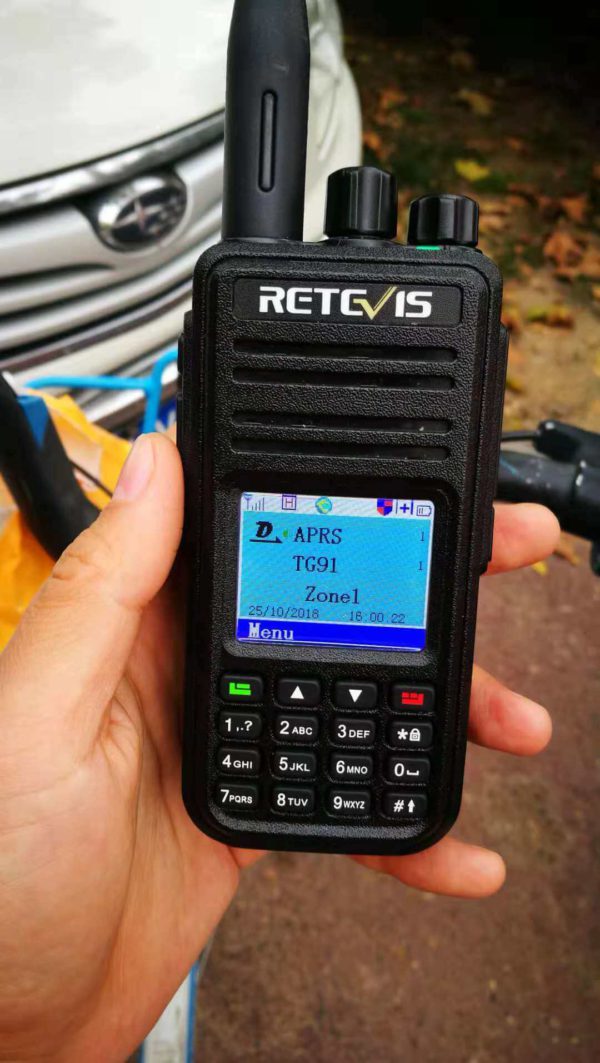 RETEVIS
H
D APRS 1
TG91 1
Zone1
25/10/2018 16:00:22
Menu
1,.? 2ABC 3DEF *
4GHI 5JKL 6MNO 0
7PQRS 8TUV 9WXYZ #